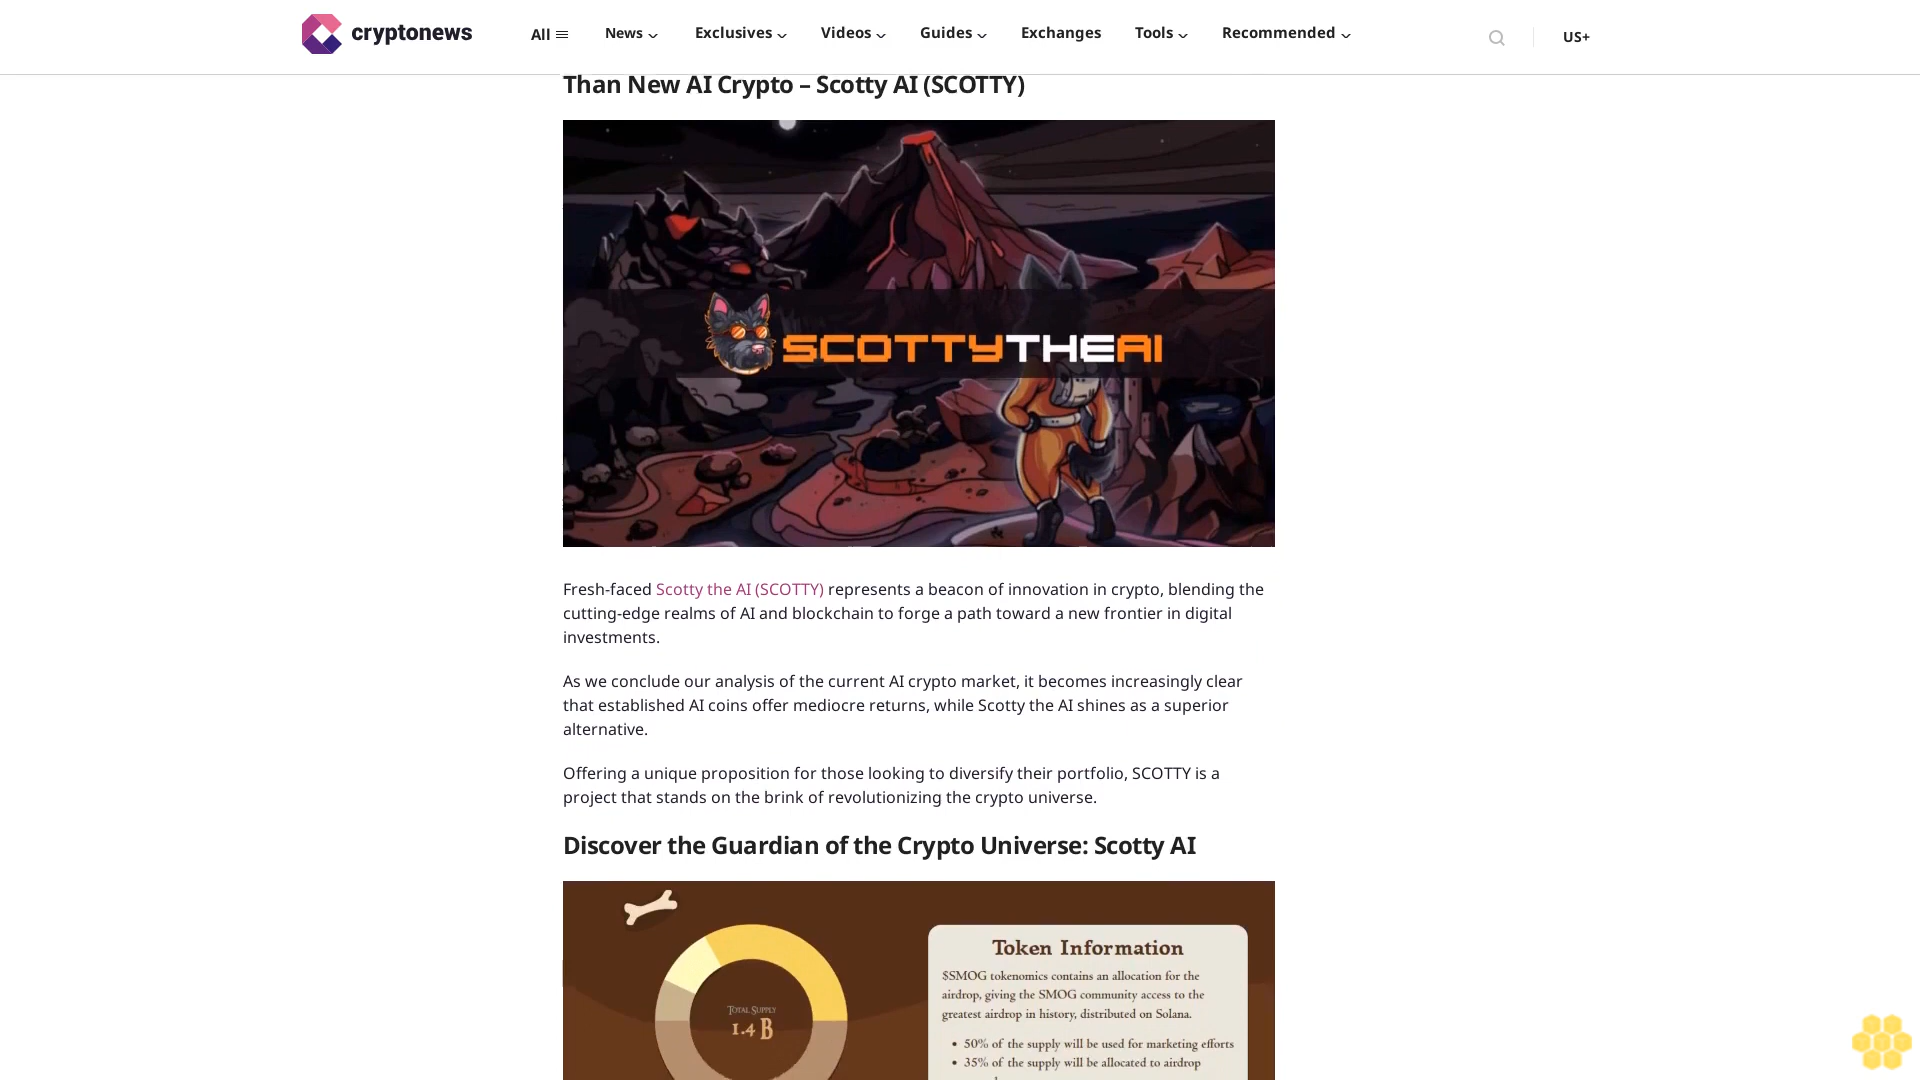 cryptonews
All
News
Exclusives
Videos
Guides
Exchanges
Tools
Recommended
US+
Than New AI Crypto – Scotty AI (SCOTTY)
SCOTTYTHEAI
Fresh-faced Scotty the AI (SCOTTY) represents a beacon of innovation in crypto, blending the
cutting-edge realms of AI and blockchain to forge a path toward a new frontier in digital
investments.
As we conclude our analysis of the current AI crypto market, it becomes increasingly clear
that established AI coins offer mediocre returns, while Scotty the AI shines as a superior
alternative.
Offering a unique proposition for those looking to diversify their portfolio, SCOTTY is a
project that stands on the brink of revolutionizing the crypto universe.
Discover the Guardian of the Crypto Universe: Scotty AI
Total Supply
1.4 B
Token Information
$SMOG tokenomics contains an allocation for the
airdrop, giving the SMOG community access to the
greatest airdrop in history, distributed on Solana.
• 50% of the supply will be used for marketing efforts
• 35% of the supply will be allocated to airdrop